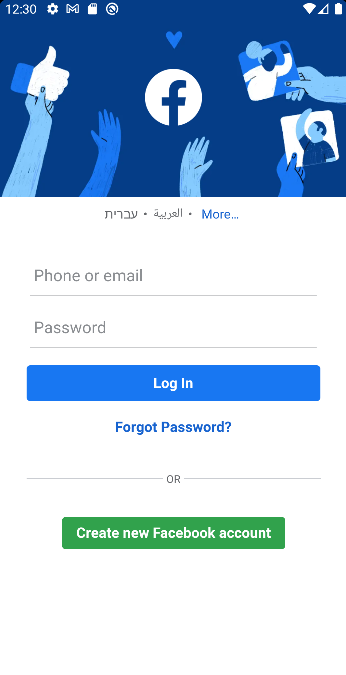 12:30
עברית • العربية • More…
Phone or email
Password
Log In
Forgot Password?
OR
Create new Facebook account